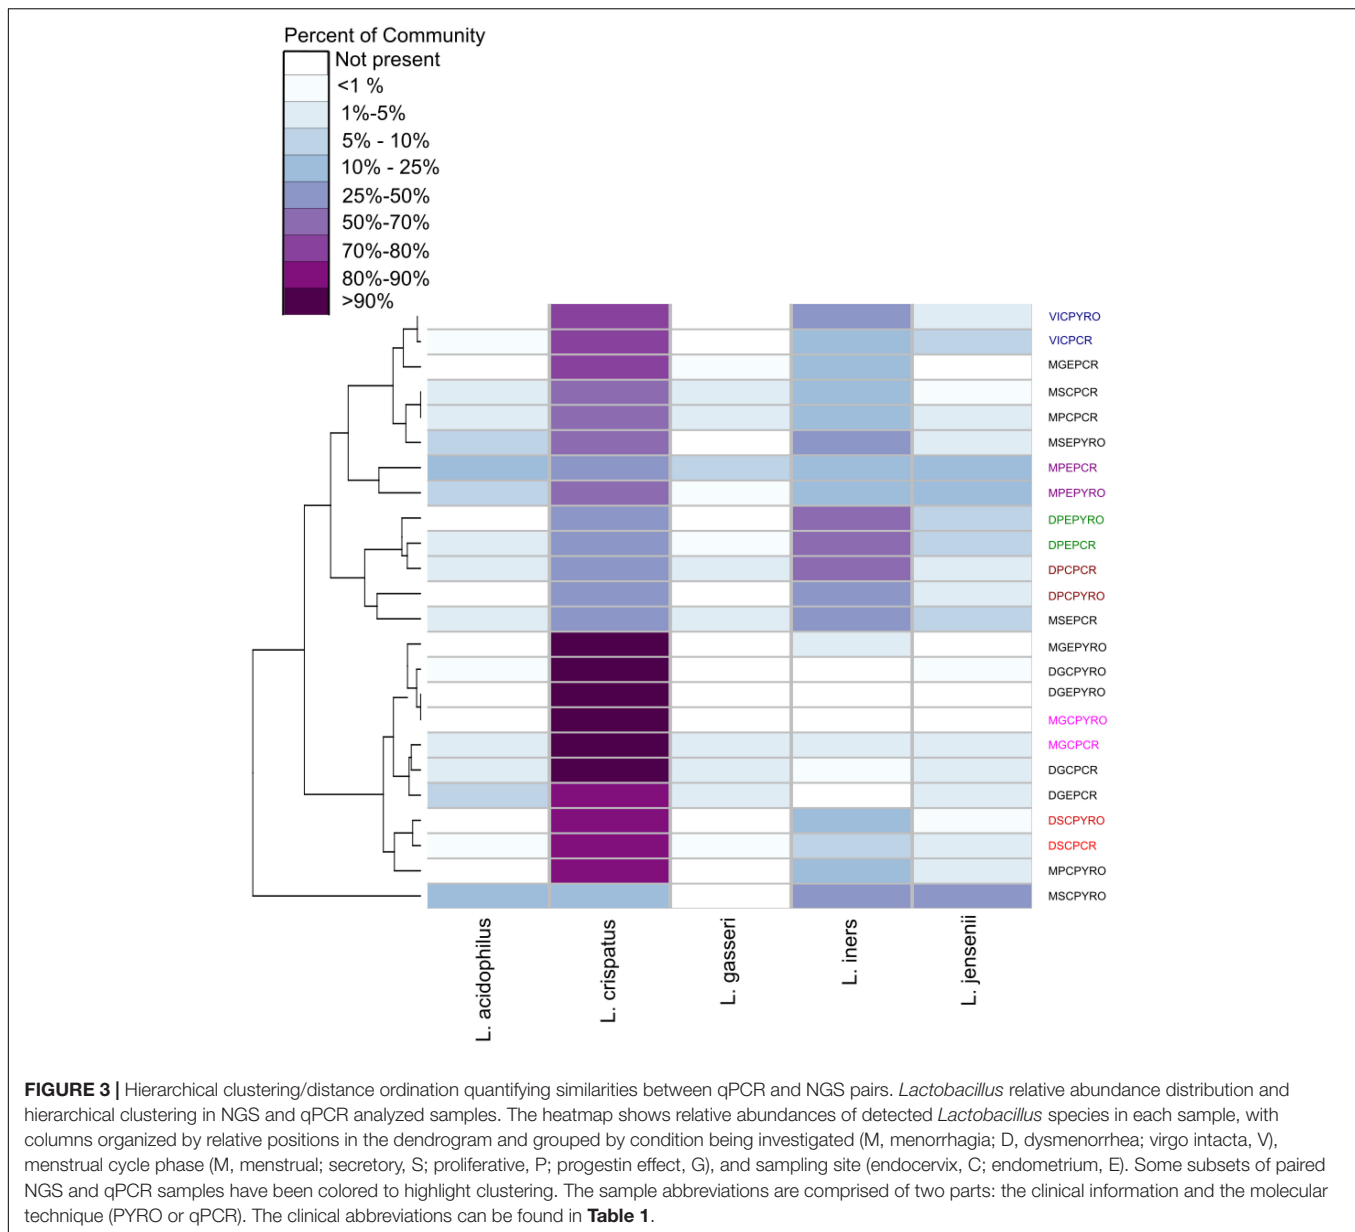 Percent of Community
Not present
<1 %
1%-5%
5% - 10%
10% - 25%
25%-50%
50%-70%
70%-80%
80%-90%
>90%
VICPYRO
VICPCR
MGEPCR
MSCPCR
MPCPCR
MSEPYRO
MPEPCR
MPEPYRO
DPEPYRO
DPEPCR
DPCPCR
DPCPYRO
MSEPCR
MGEPYRO
DGCPYRO
DGEPYRO
MGCPYRO
MGCPCR
DGCPCR
DGEPCR
DSCPYRO
DSCPCR
MPCPYRO
MSCPYRO
L. acidophilus
L. crispatus
L. gasseri
L. iners
L. jensenii
FIGURE 3 | Hierarchical clustering/distance ordination quantifying similarities between qPCR and NGS pairs. Lactobacillus relative abundance distribution and
hierarchical clustering in NGS and qPCR analyzed samples. The heatmap shows relative abundances of detected Lactobacillus species in each sample, with
columns organized by relative positions in the dendrogram and grouped by condition being investigated (M, menorrhagia; D, dysmenorrhea; virgo intacta, V),
menstrual cycle phase (M, menstrual; secretory, S; proliferative, P; progestin effect, G), and sampling site (endocervix, C; endometrium, E). Some subsets of paired
NGS and qPCR samples have been colored to highlight clustering. The sample abbreviations are comprised of two parts: the clinical information and the molecular
technique (PYRO or qPCR). The clinical abbreviations can be found in Table 1.